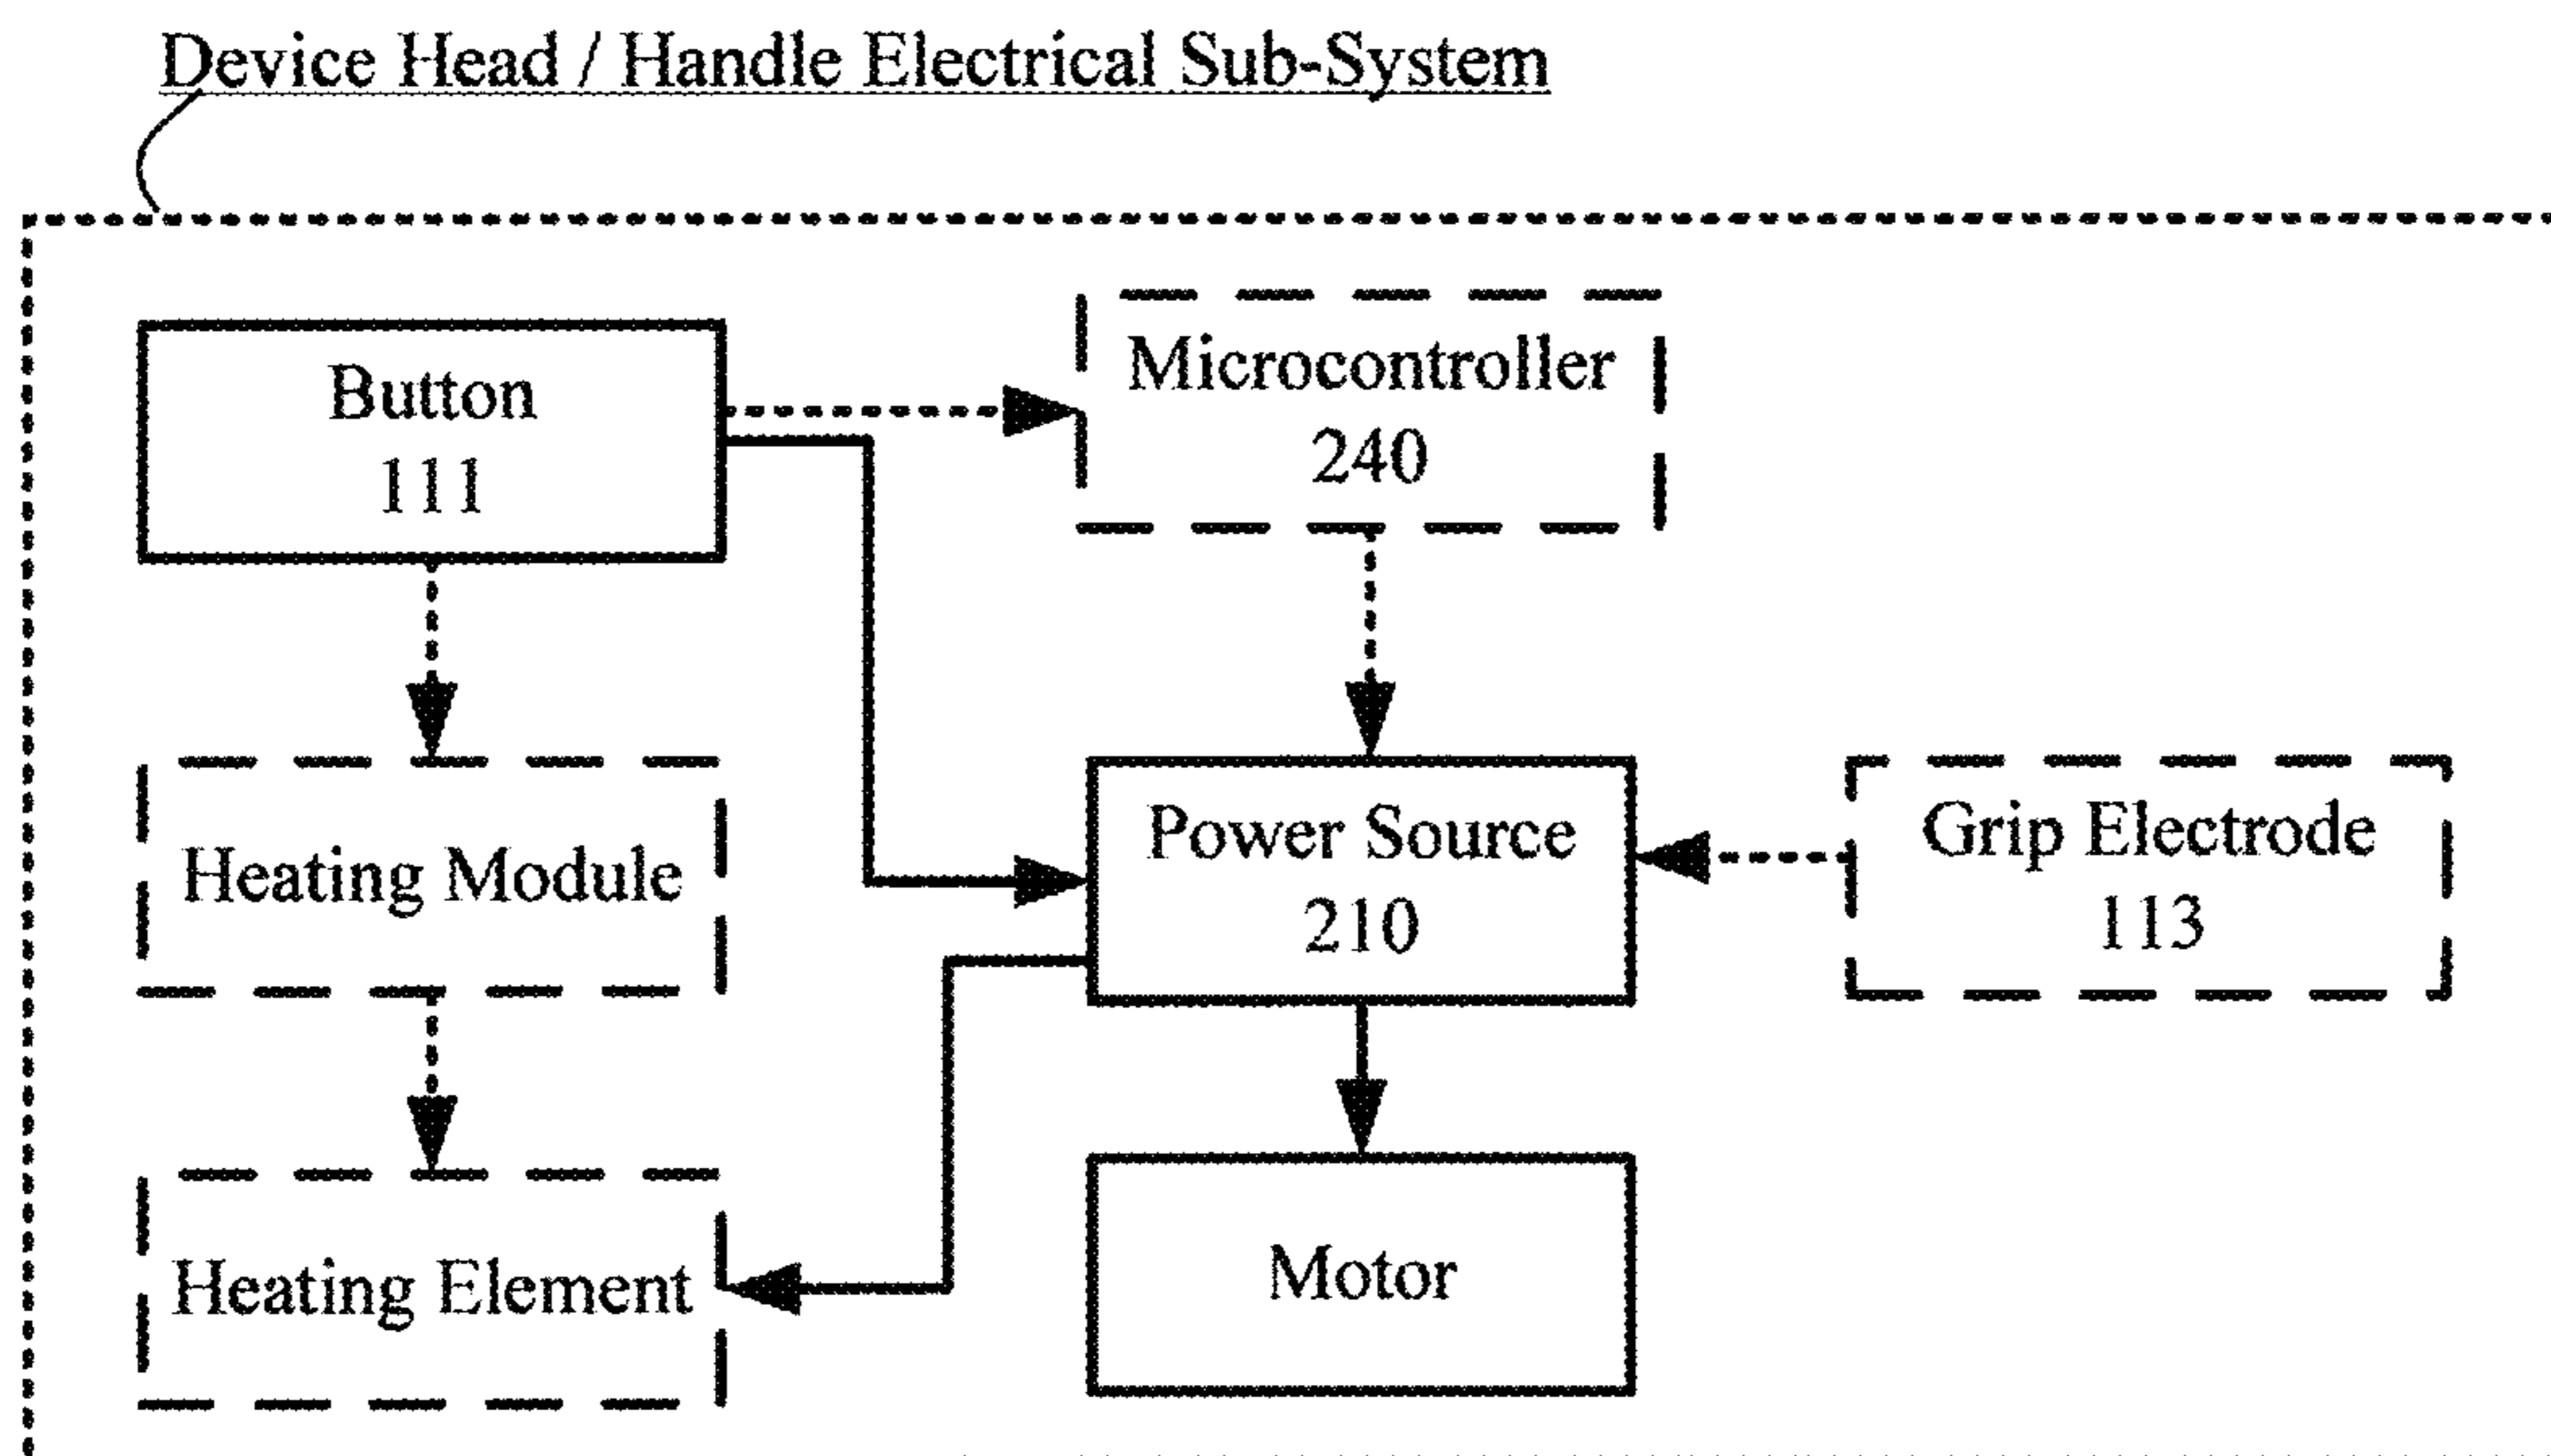 Device Head / Handle Electrical Sub-System
Button
111
Microcontroller
240
Heating Module
Power Source
210
Grip Electrode
113
Heating Element
Motor